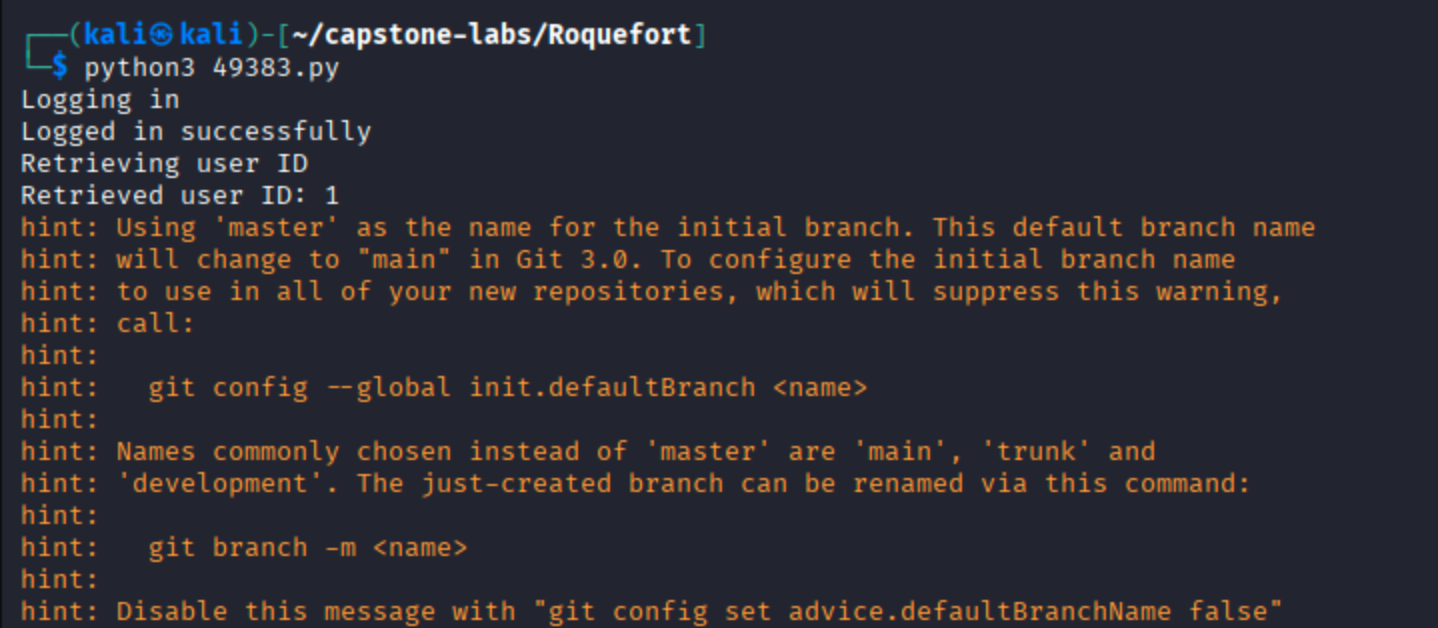 ┌──(kali㉿kali)-[~/capstone-labs/Roquefort]
└─$ python3 49383.py
Logging in
Logged in successfully
Retrieving user ID
Retrieved user ID: 1
hint: Using 'master' as the name for the initial branch. This default branch name
hint: will change to "main" in Git 3.0. To configure the initial branch name
hint: to use in all of your new repositories, which will suppress this warning,
hint: call:
hint:
hint:   git config --global init.defaultBranch <name>
hint:
hint: Names commonly chosen instead of 'master' are 'main', 'trunk' and
hint: 'development'. The just-created branch can be renamed via this command:
hint:
hint:   git branch -m <name>
hint:
hint: Disable this message with "git config set advice.defaultBranchName false"